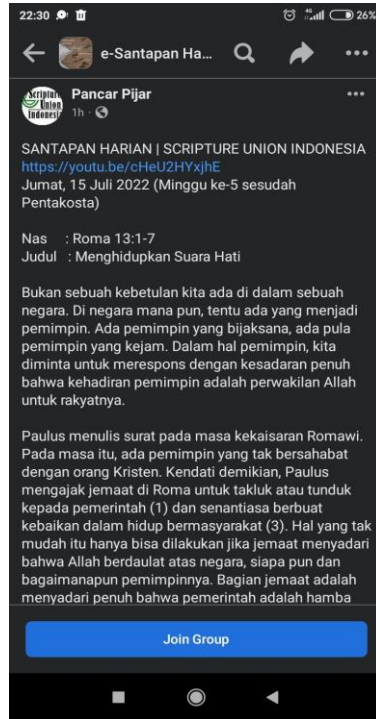 22:30
4G
26%
e-Santapan Ha...
Scripture
Union
Indonesia
Pancar Pijar
1h ·
SANTAPAN HARIAN | SCRIPTURE UNION INDONESIA
https://youtu.be/cHeU2HYxjhE
Jumat, 15 Juli 2022 (Minggu ke-5 sesudah
Pentakosta)
Nas : Roma 13:1-7
Judul : Menghidupkan Suara Hati
Bukan sebuah kebetulan kita ada di dalam sebuah
negara. Di negara mana pun, tentu ada yang menjadi
pemimpin. Ada pemimpin yang bijaksana, ada pula
pemimpin yang kejam. Dalam hal pemimpin, kita
diminta untuk merespons dengan kesadaran penuh
bahwa kehadiran pemimpin adalah perwakilan Allah
untuk rakyatnya.
Paulus menulis surat pada masa kekaisaran Romawi.
Pada masa itu, ada pemimpin yang tak bersahabat
dengan orang Kristen. Kendati demikian, Paulus
mengajak jemaat di Roma untuk takluk atau tunduk
kepada pemerintah (1) dan senantiasa berbuat
kebaikan dalam hidup bermasyarakat (3). Hal yang tak
mudah itu hanya bisa dilakukan jika jemaat menyadari
bahwa Allah berdaulat atas negara, siapa pun dan
bagaimanapun pemimpinnya. Bagian jemaat adalah
menyadari penuh bahwa pemerintah adalah hamba
Join Group